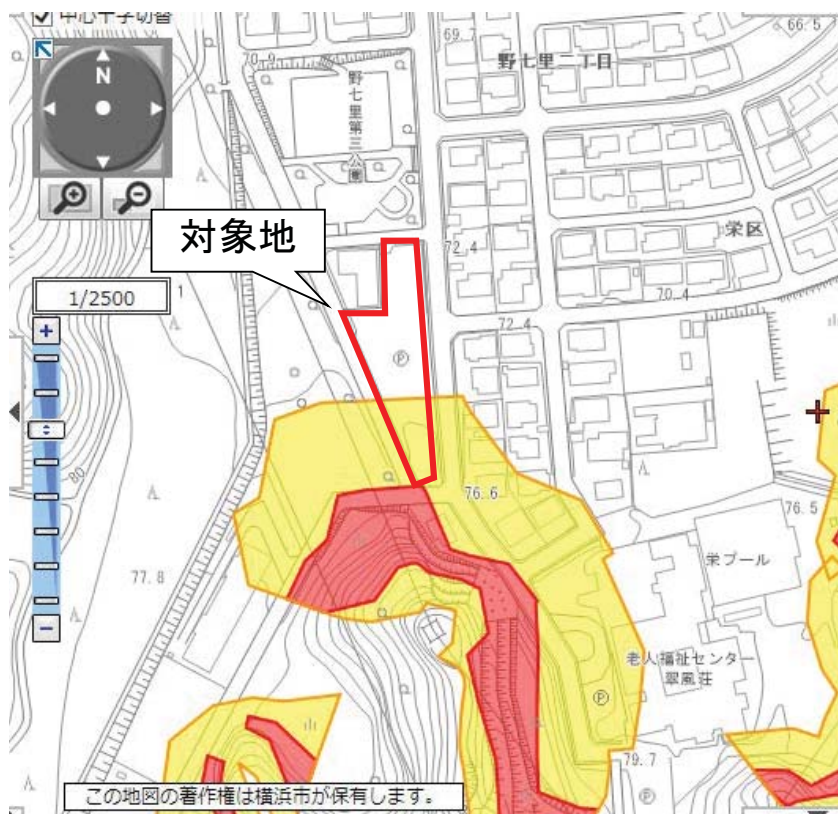 中心十字切替
N
1/2500
対象地
70.9
69.7
66.5
野七里二丁目
野七里第三公園
72.4
栄区
70.4
72.4
P
80
76.6
76.5
77.8
栄プール
老人福祉センター
翠風荘
P
79.7
P
この地図の著作権は横浜市が保有します。